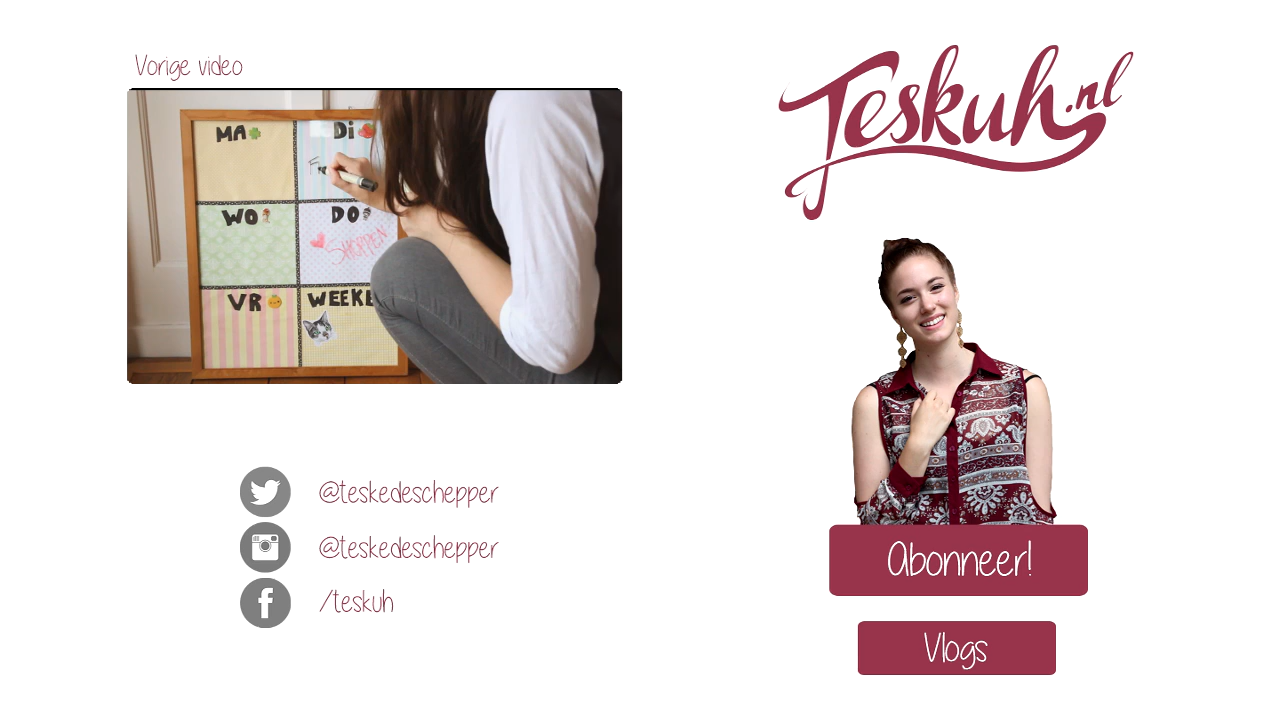 Vorige video
MA
Di
WO
DO
SHOPPEN
VR
WEEKE
Teskuh.nl
@teskedeschepper
@teskedeschepper
/teskuh
Abonneer!
Vlogs